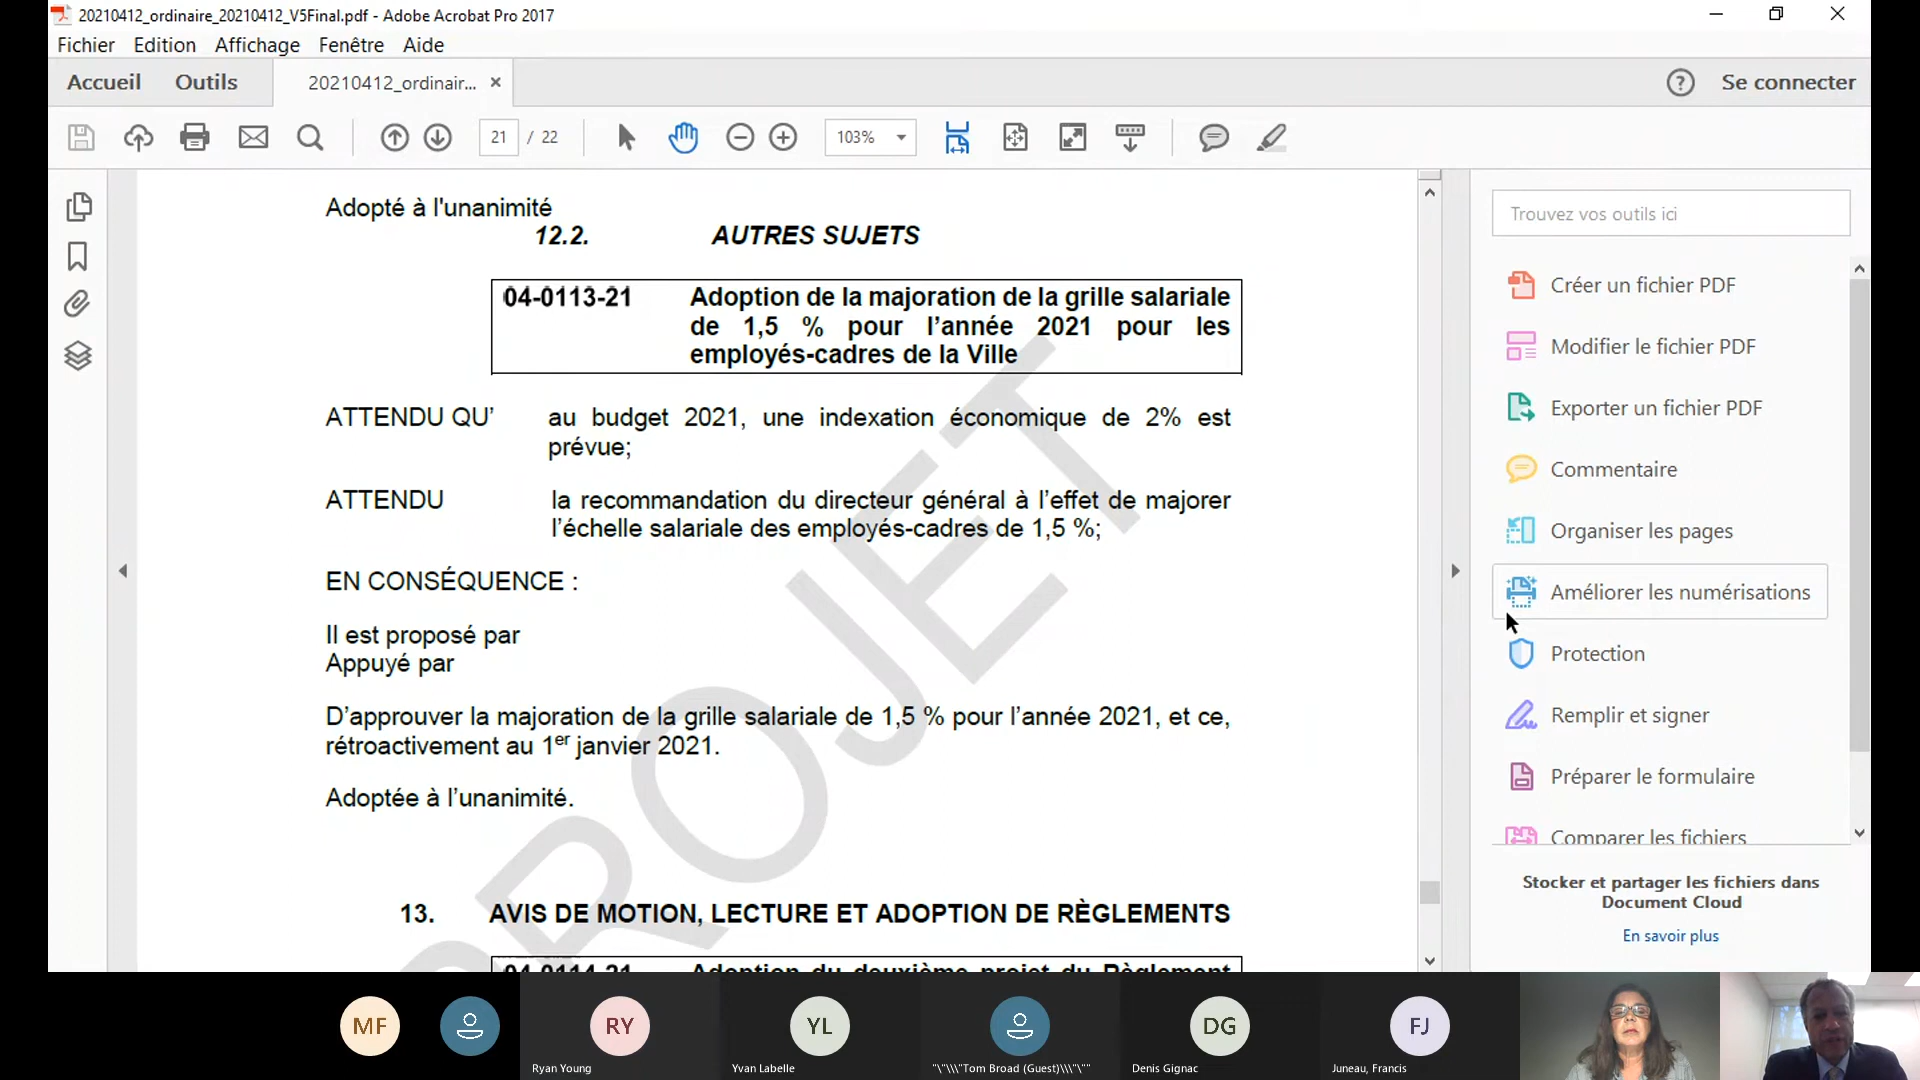 20210412_ordinaire_20210412_V5Final.pdf - Adobe Acrobat Pro 2017
Fichier Edition Affichage Fenêtre Aide
Accueil Outils 20210412_ordinair... × ? Se connecter
21 / 22 103%
Adopté à l'unanimité
12.2. AUTRES SUJETS
04-0113-21 Adoption de la majoration de la grille salariale
de 1,5 % pour l’année 2021 pour les
employés-cadres de la Ville
ATTENDU QU’ au budget 2021, une indexation économique de 2% est
prévue;
ATTENDU la recommandation du directeur général à l’effet de majorer
l’échelle salariale des employés-cadres de 1,5 %;
EN CONSÉQUENCE :
Il est proposé par
Appuyé par
D’approuver la majoration de la grille salariale de 1,5 % pour l’année 2021, et ce,
rétroactivement au 1er janvier 2021.
Adoptée à l’unanimité.
13. AVIS DE MOTION, LECTURE ET ADOPTION DE RÈGLEMENTS
04-0114-21 Adoption du deuxième projet du Règlement
PROJET
Trouvez vos outils ici
Créer un fichier PDF
Modifier le fichier PDF
Exporter un fichier PDF
Commentaire
Organiser les pages
Améliorer les numérisations
Protection
Remplir et signer
Préparer le formulaire
Comparer les fichiers
Stocker et partager les fichiers dans
Document Cloud
En savoir plus
MF RY YL DG FJ
Ryan Young Yvan Labelle "\"\\\"Tom Broad (Guest)\\\"\"" Denis Gignac Juneau, Francis